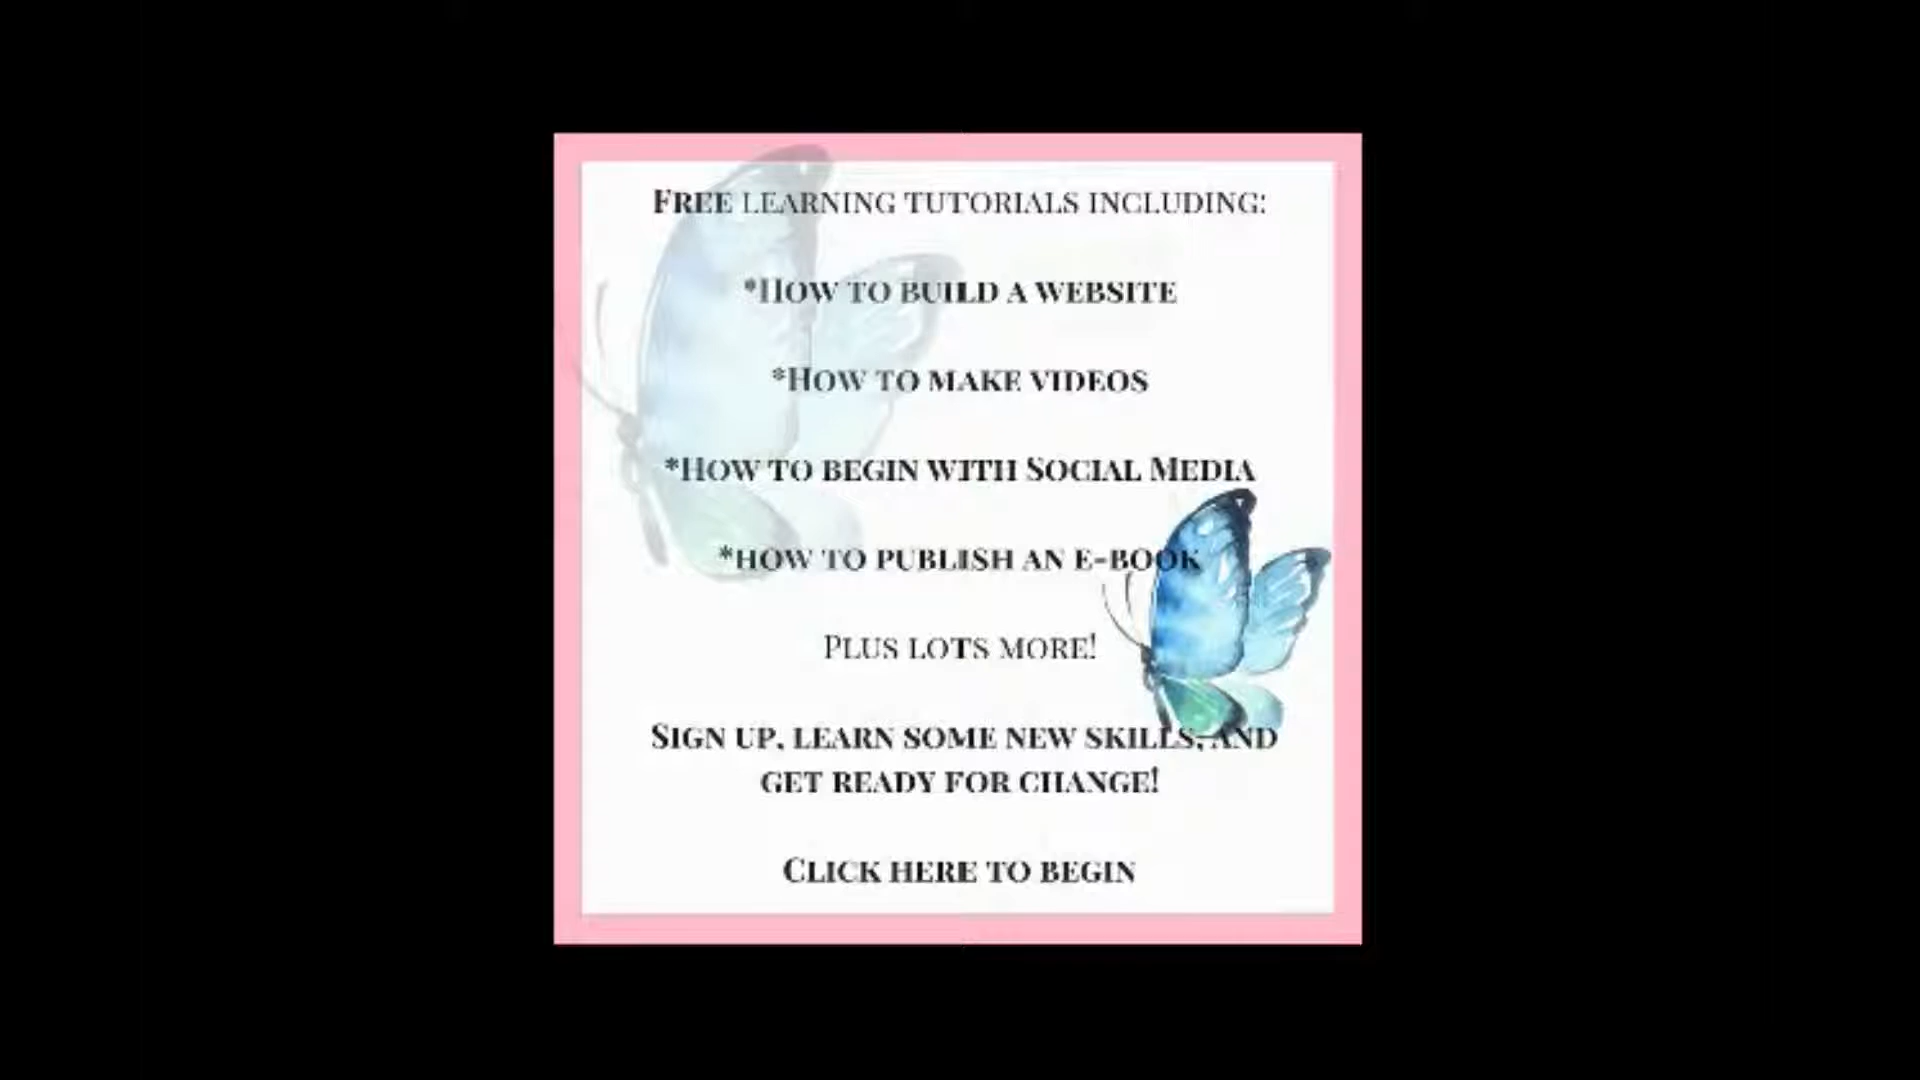 Free learning tutorials including:
*How to build a website
*How to make videos
*How to begin with Social Media
*how to publish an e-book
Plus lots more!
Sign up, learn some new skills, and
get ready for change!
Click here to begin